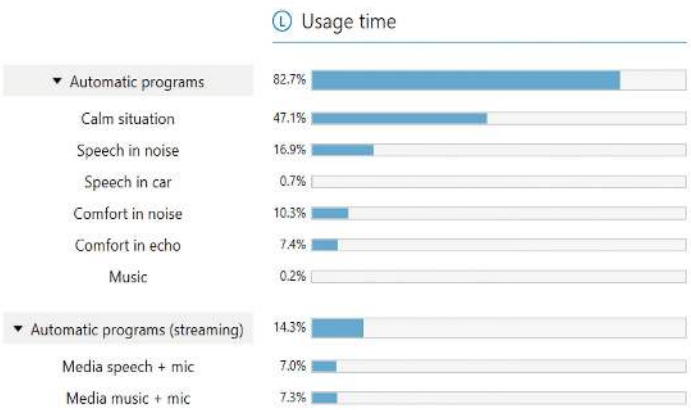 L Usage time
▼ Automatic programs 82.7%
Calm situation 47.1%
Speech in noise 16.9%
Speech in car 0.7%
Comfort in noise 10.3%
Comfort in echo 7.4%
Music 0.2%
▼ Automatic programs (streaming) 14.3%
Media speech + mic 7.0%
Media music + mic 7.3%